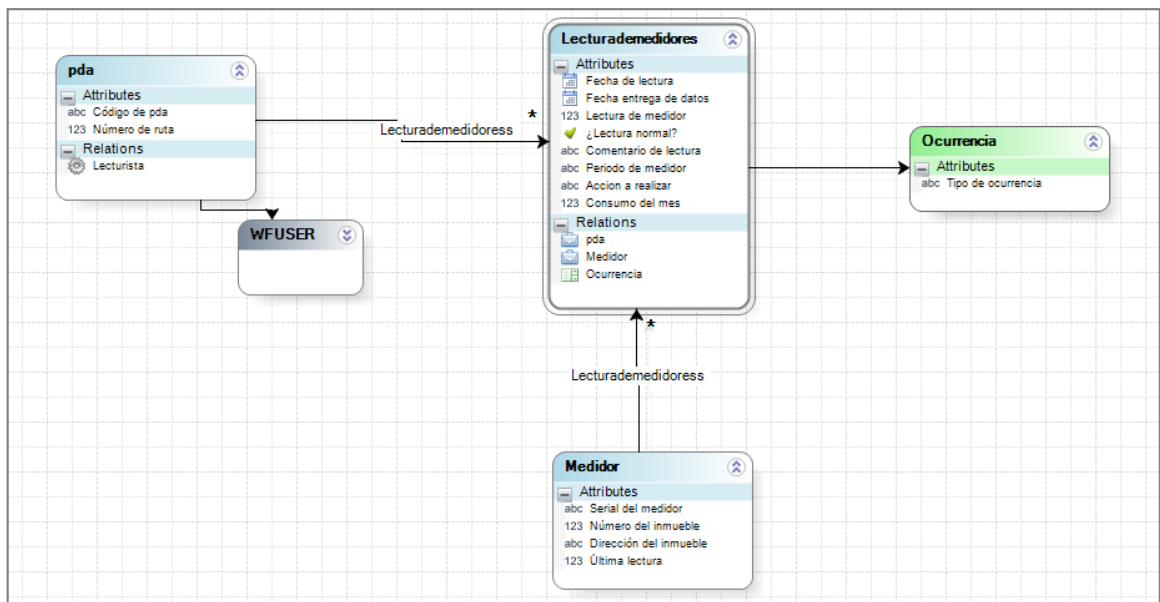 pda
Attributes
abc Código de pda
123 Número de ruta
Relations
Lecturista
WFUSER
Lecturademedidoress
*
Lecturademedidores
Attributes
Fecha de lectura
Fecha entrega de datos
123 Lectura de medidor
¿Lectura normal?
abc Comentario de lectura
abc Periodo de medidor
abc Accion a realizar
123 Consumo del mes
Relations
pda
Medidor
Ocurrencia
Ocurrencia
Attributes
abc Tipo de ocurrencia
*
Lecturademedidoress
Medidor
Attributes
abc Serial del medidor
123 Número del inmueble
abc Dirección del inmueble
123 Última lectura